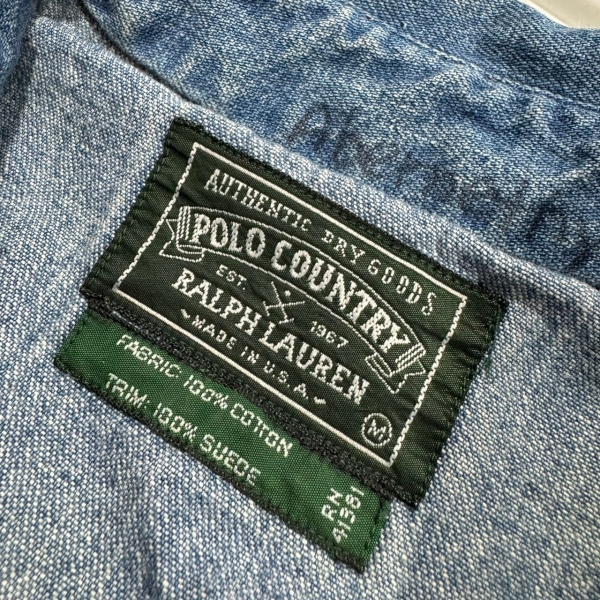 AUTHENTIC DRY GOODS
POLO COUNTRY
EST. 1967
RALPH LAUREN
~MADE IN U.S.A.~
M
FABRIC: 100% COTTON
TRIM: 100% SUEDE
RN 41381